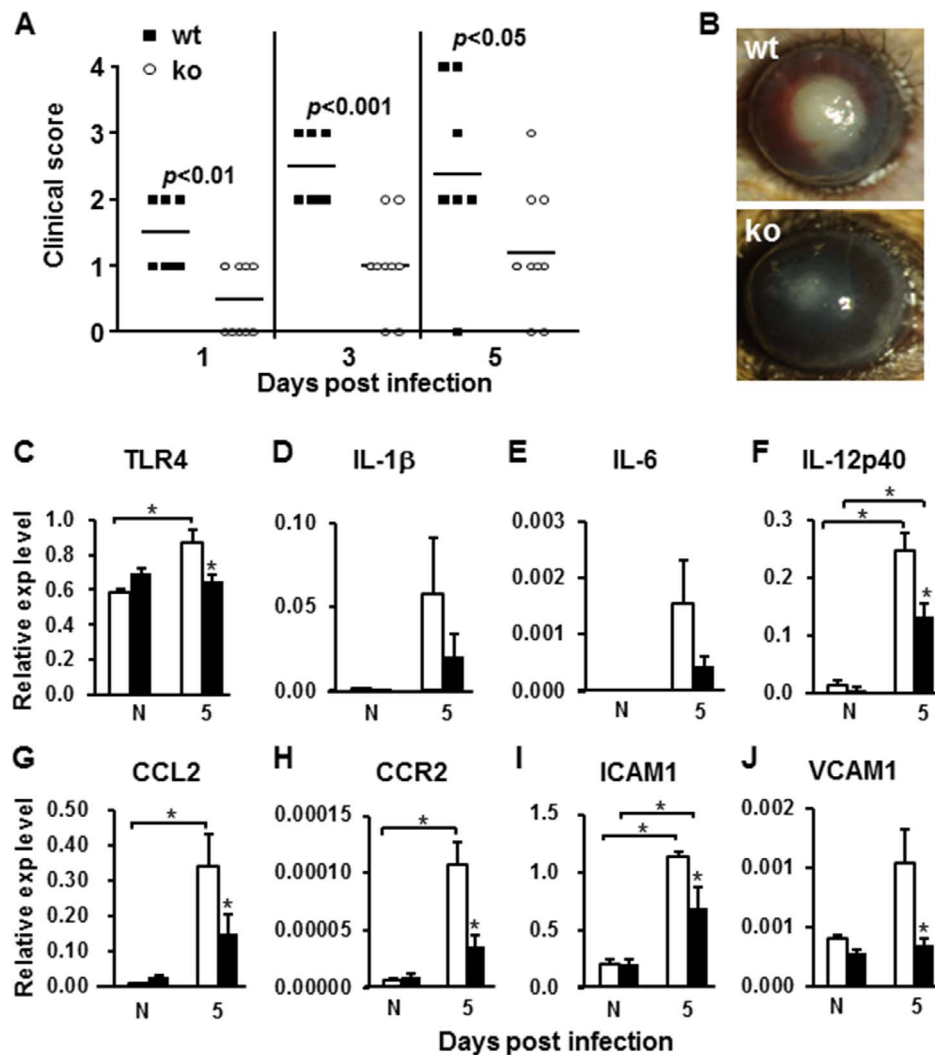 A
wt
ko
p<0.01
p<0.001
p<0.05
Clinical score
4
3
2
1
0
1 3 5
Days post infection
B
wt
ko
C TLR4
Relative exp level
1.0
0.8
0.6
0.4
0.2
0.0
*
*
N 5
D IL-1β
0.10
0.05
0.00
N 5
E IL-6
0.003
0.002
0.001
0.000
N 5
F IL-12p40
0.3
0.2
0.1
0.0
*
*
*
N 5
G CCL2
Relative exp level
0.50
0.40
0.30
0.20
0.10
0.00
*
*
N 5
H CCR2
0.00015
0.00010
0.00005
0.00000
*
*
N 5
I ICAM1
1.5
1.0
0.5
0.0
*
*
*
N 5
J VCAM1
0.002
0.001
0.001
0.000
*
N 5
Days post infection